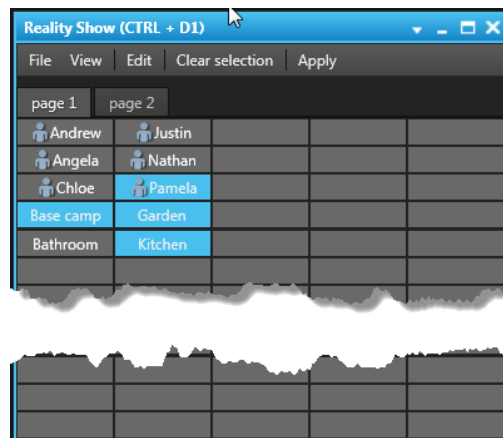 Reality Show (CTRL + D1)
File View Edit Clear selection Apply
page 1 page 2
Andrew Justin
Angela Nathan
Chloe Pamela
Base camp Garden
Bathroom Kitchen